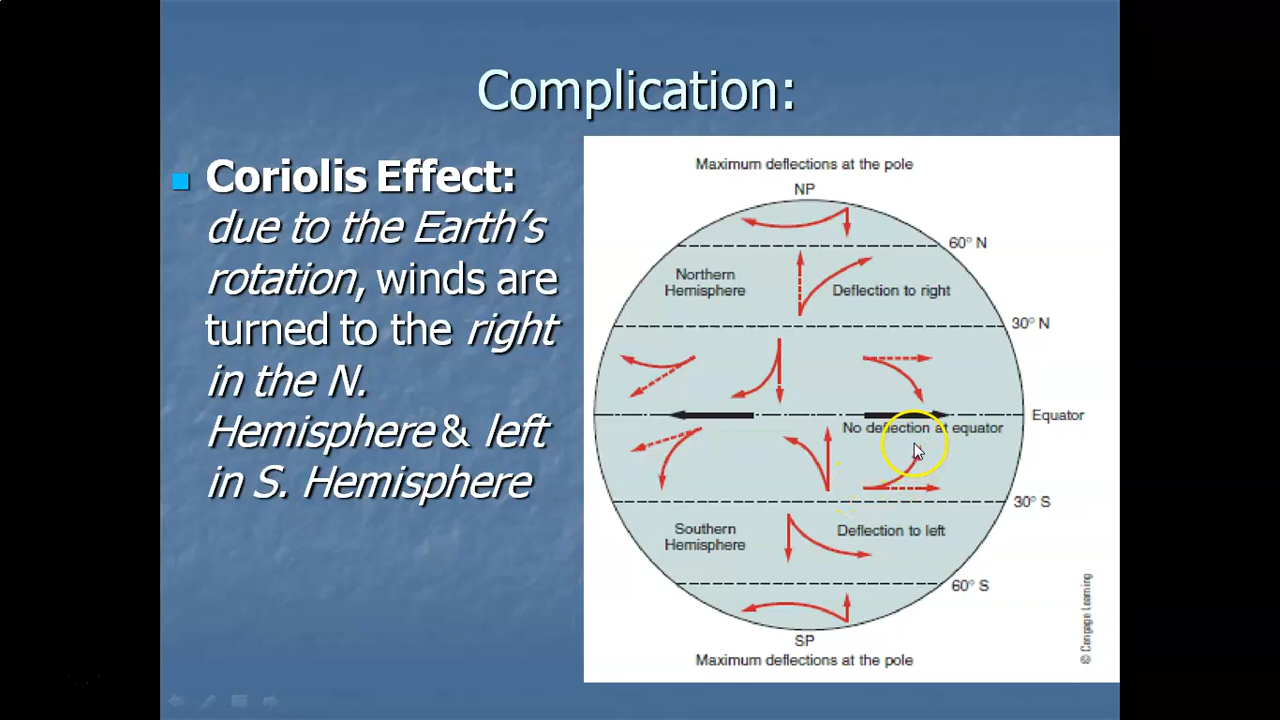 Complication:
Coriolis Effect:
due to the Earth's
rotation, winds are
turned to the right
in the N.
Hemisphere & left
in S. Hemisphere
Maximum deflections at the pole
NP
60° N
Northern
Hemisphere
Deflection to right
30° N
Equator
No deflection at equator
30° S
Southern
Hemisphere
Deflection to left
60° S
SP
Maximum deflections at the pole
© Cengage Learning